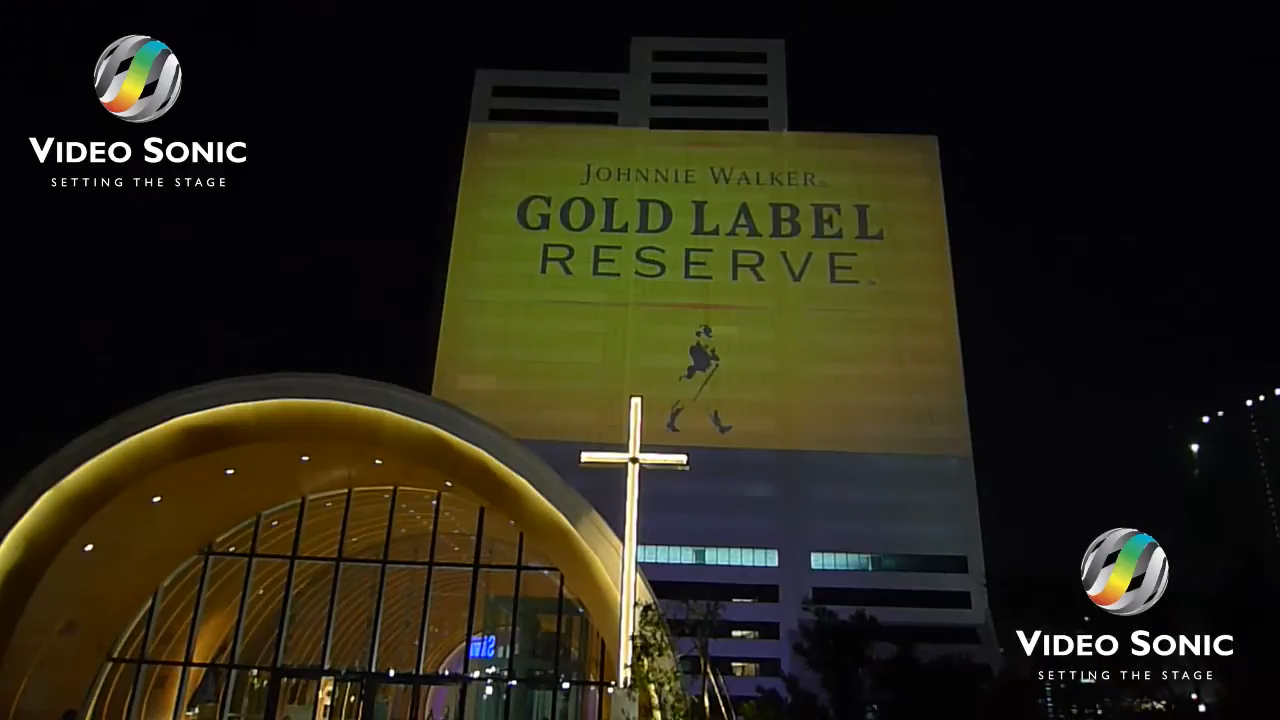 VIDEO SONIC
SETTING THE STAGE
JOHNNIE WALKER
GOLD LABEL
RESERVE
VIDEO SONIC
SETTING THE STAGE